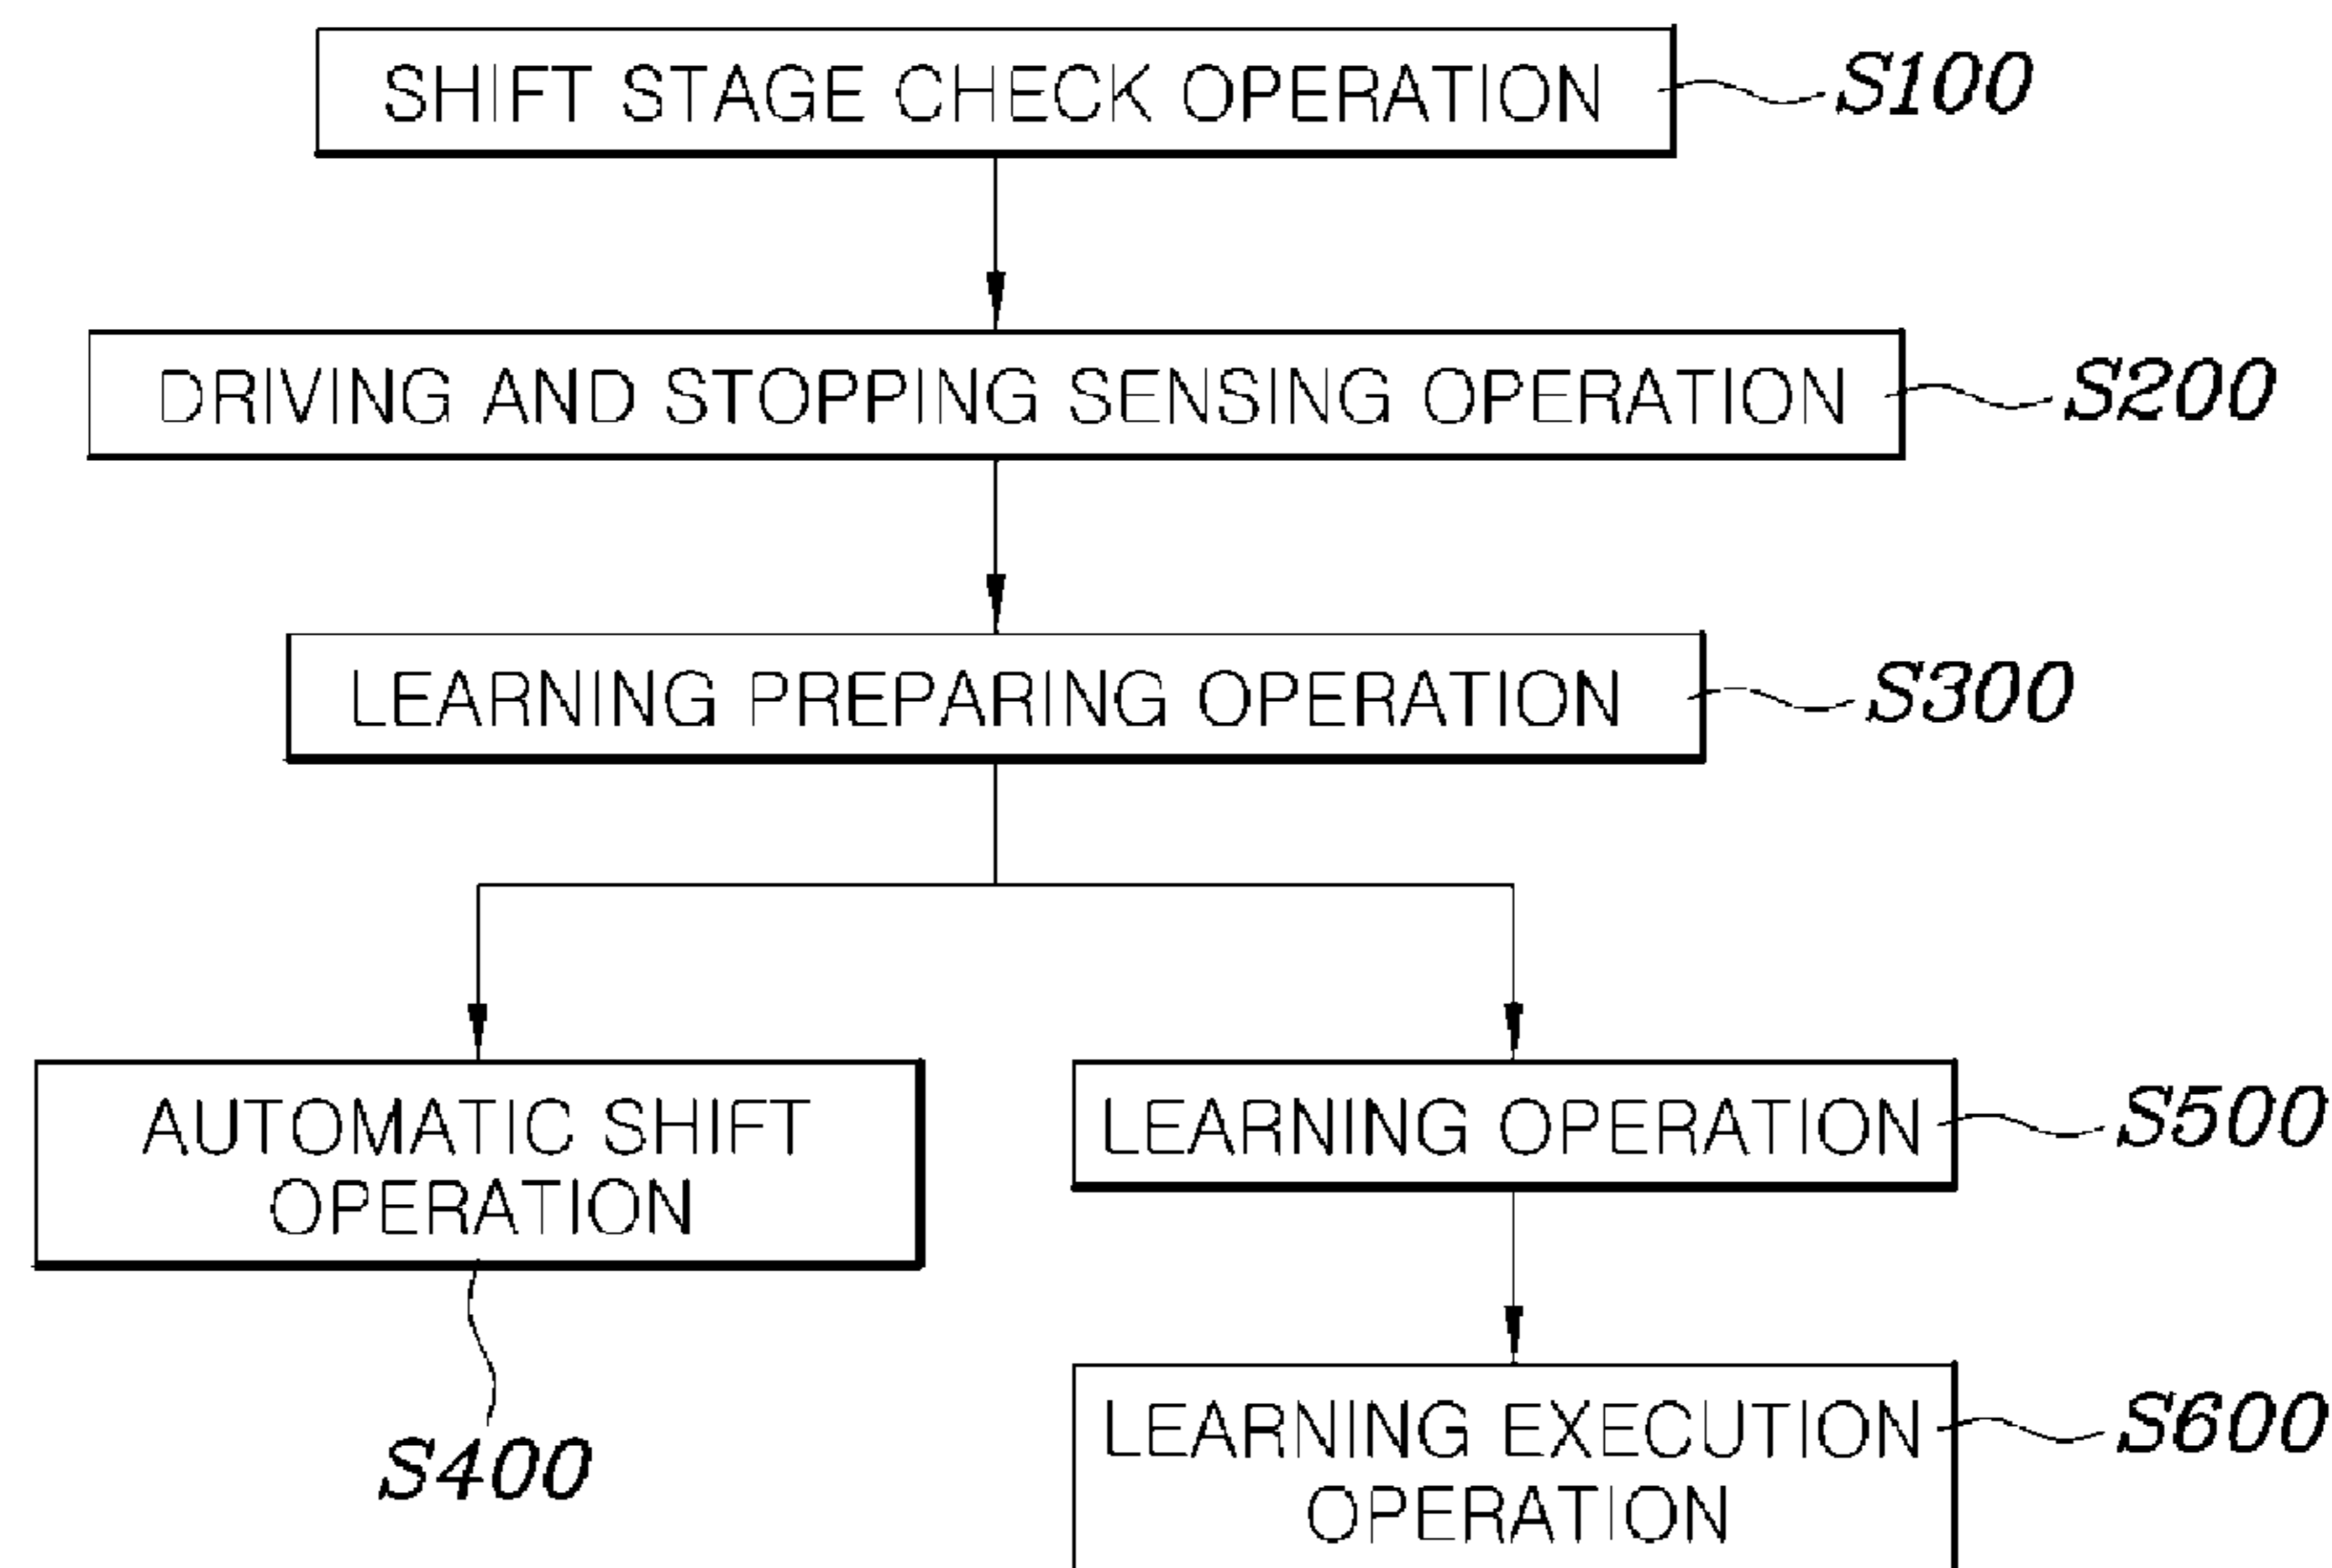 SHIFT STAGE CHECK OPERATION S100
DRIVING AND STOPPING SENSING OPERATION S200
LEARNING PREPARING OPERATION S300
AUTOMATIC SHIFT
OPERATION
S400
LEARNING OPERATION S500
LEARNING EXECUTION S600
OPERATION